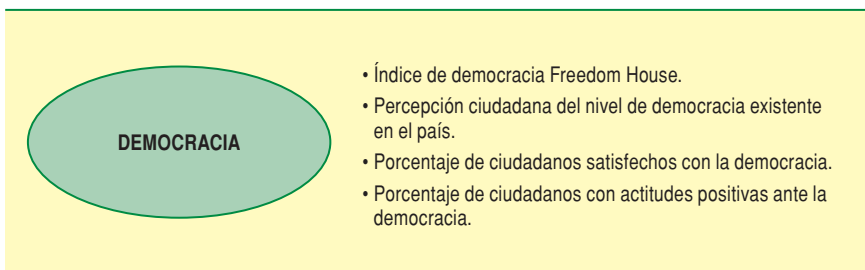 DEMOCRACIA
• Índice de democracia Freedom House.
• Percepción ciudadana del nivel de democracia existente
en el país.
• Porcentaje de ciudadanos satisfechos con la democracia.
• Porcentaje de ciudadanos con actitudes positivas ante la
democracia.